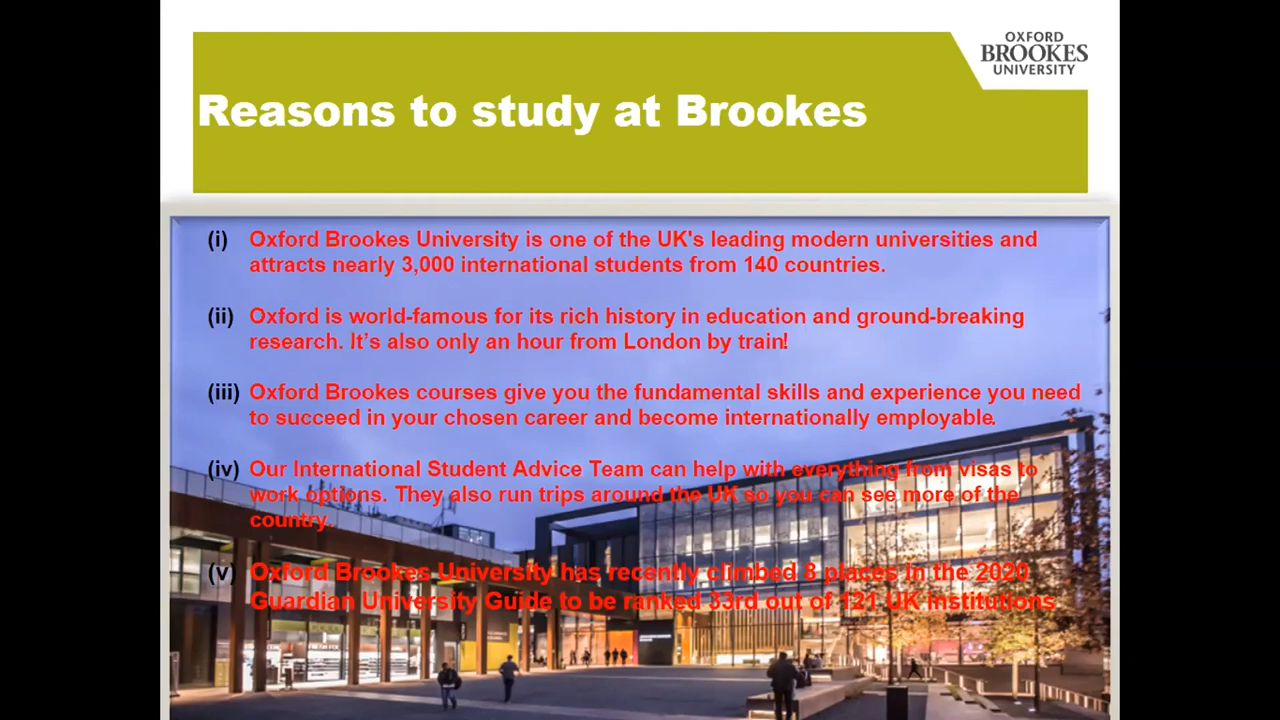 OXFORD
BROOKES
UNIVERSITY
Reasons to study at Brookes
(i) Oxford Brookes University is one of the UK's leading modern universities and
attracts nearly 3,000 international students from 140 countries.
(ii) Oxford is world-famous for its rich history in education and ground-breaking
research. It’s also only an hour from London by train!
(iii) Oxford Brookes courses give you the fundamental skills and experience you need
to succeed in your chosen career and become internationally employable.
(iv) Our International Student Advice Team can help with everything from visas to
work options. They also run trips around the UK so you can see more of the
country.
(v) Oxford Brookes University has recently climbed 8 places in the 2020
Guardian University Guide to be ranked 33rd out of 121 UK institutions